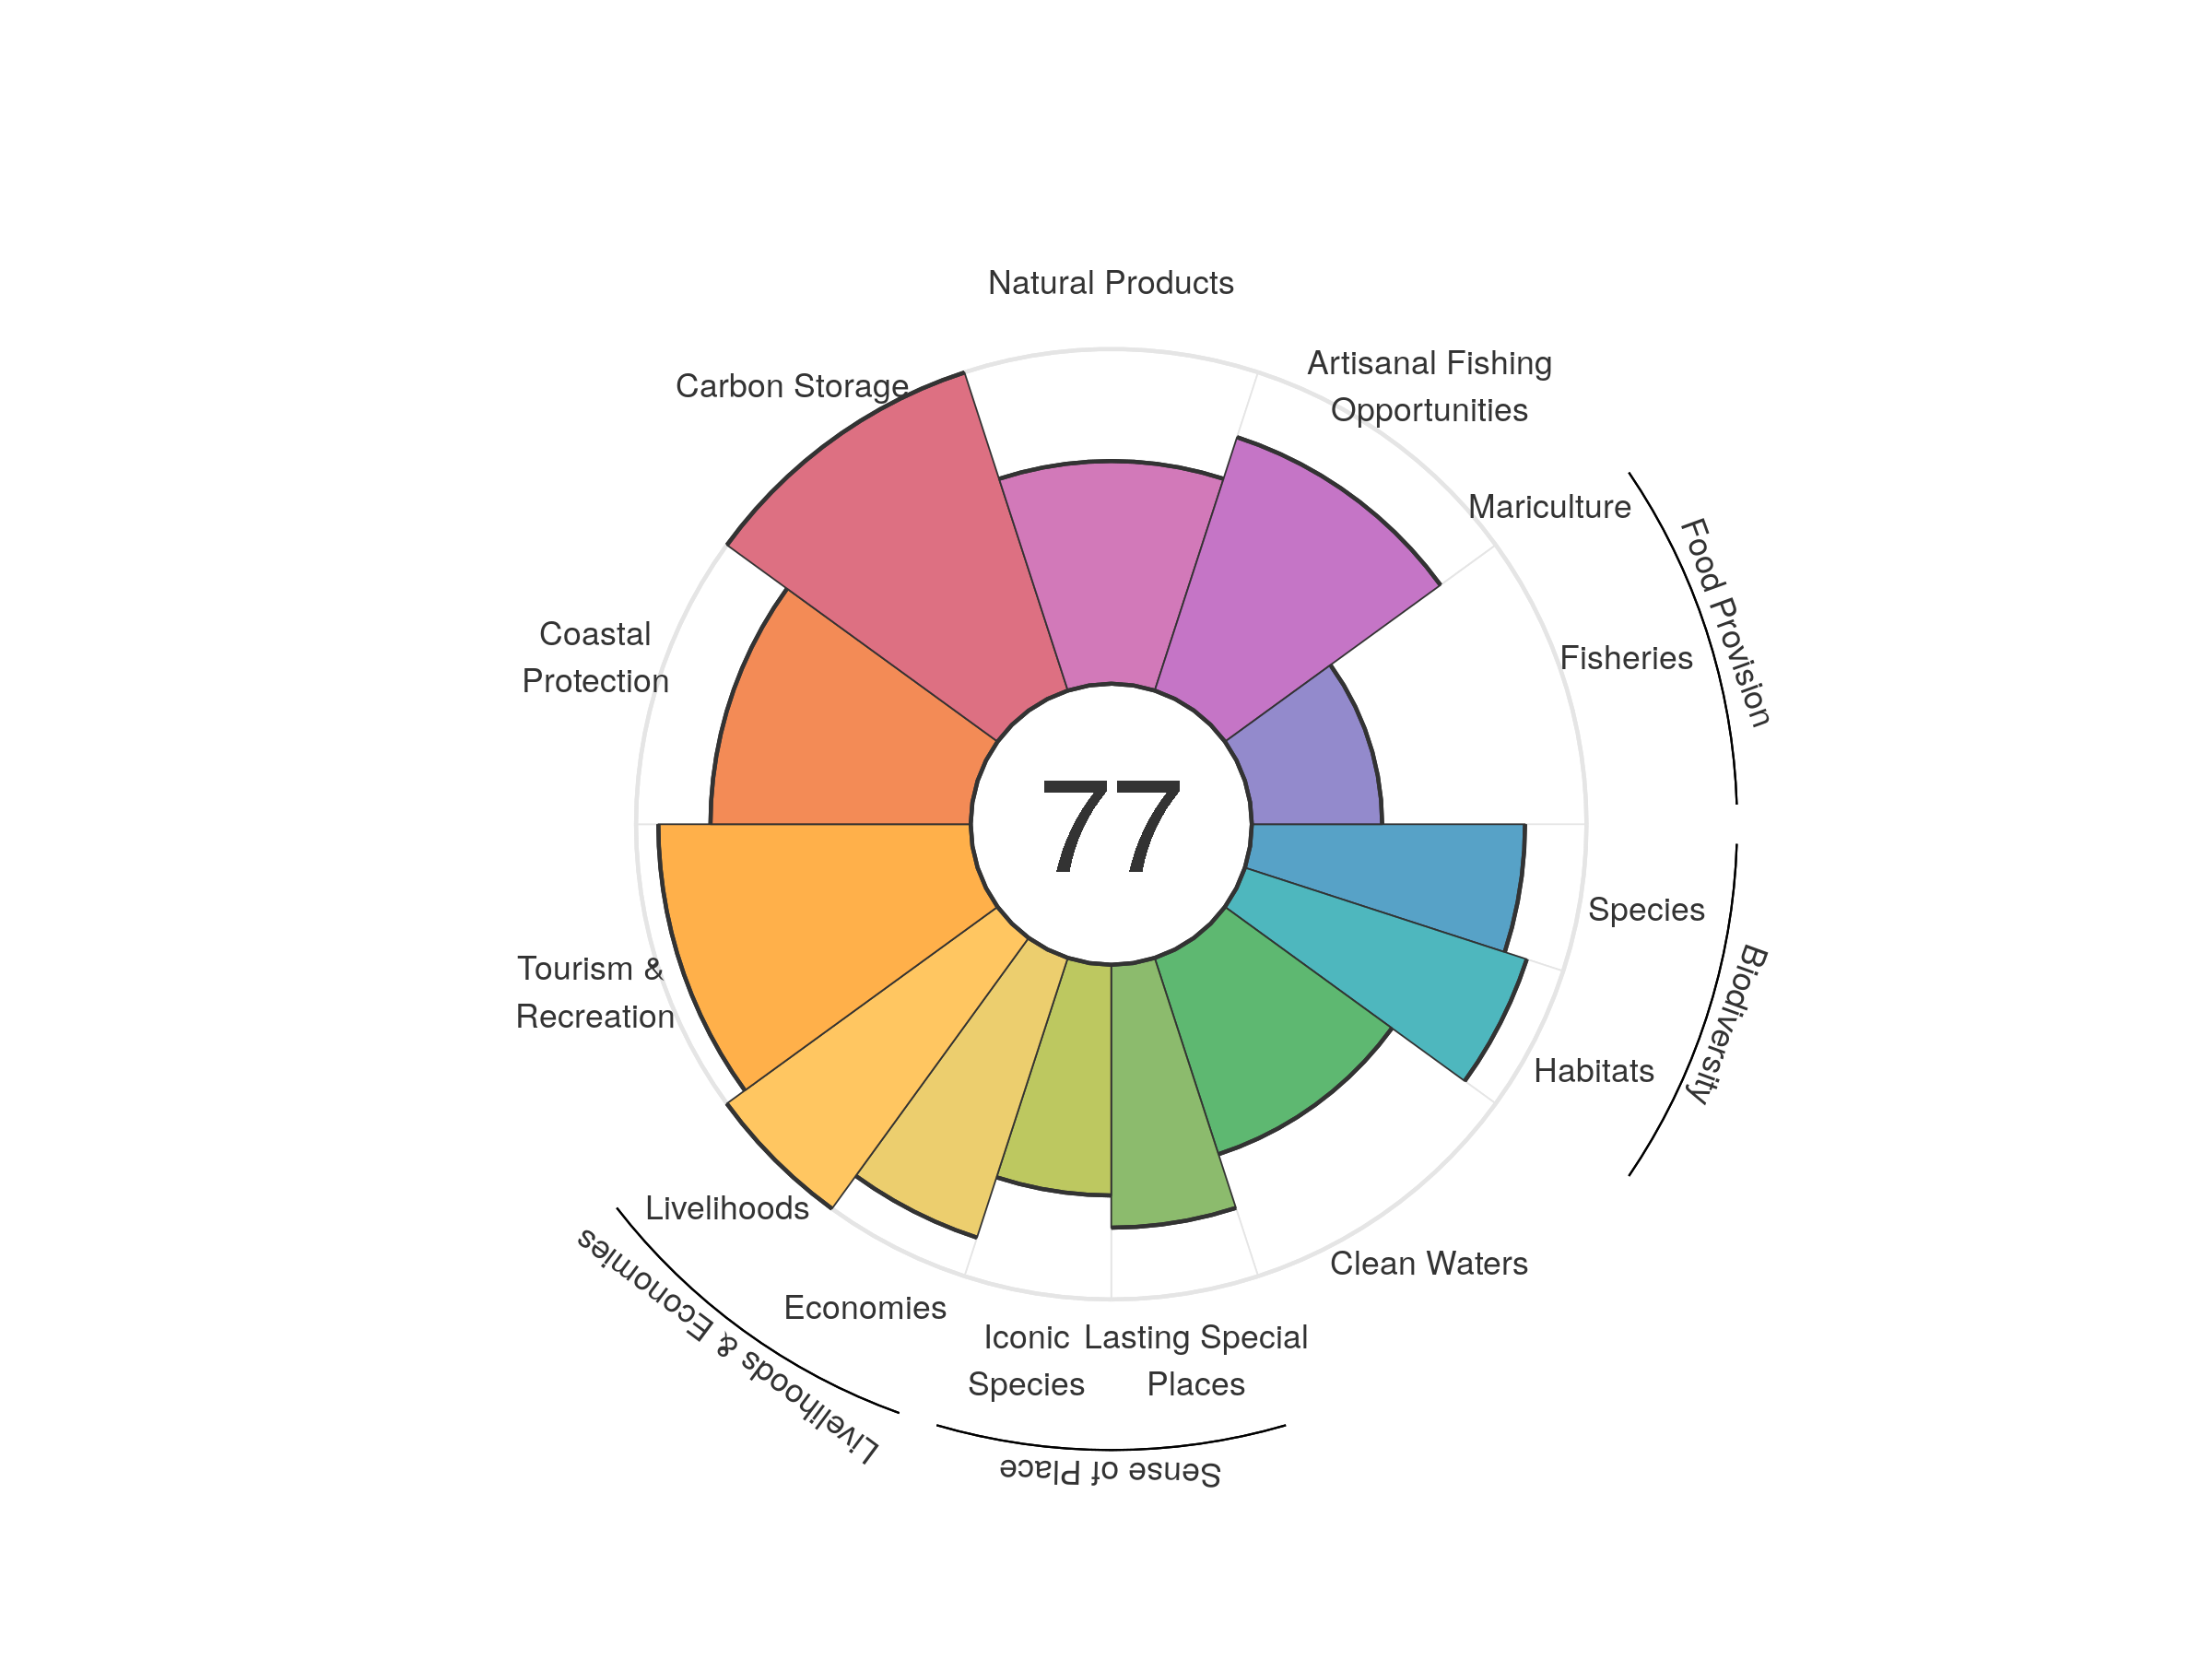 Natural Products
Artisanal Fishing
Opportunities
Carbon Storage
Mariculture
Food Provision
Coastal
Protection
Fisheries
77
Species
Biodiversity
Tourism &
Recreation
Habitats
Livelihoods
Clean Waters
Livelihoods & Economies
Economies
Iconic
Species
Lasting Special
Places
Sense of Place